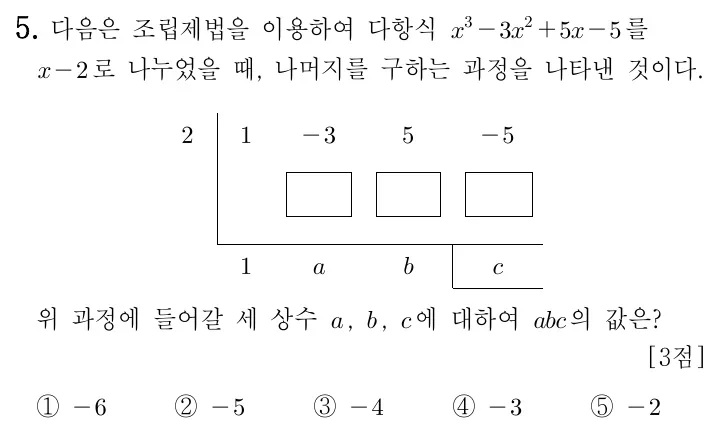 5. 다음은 조립제법을 이용하여 다항식 x³−3x²+5x−5를
x−2로 나누었을 때, 나머지를 구하는 과정을 나타낸 것이다.
2 1 −3 5 −5
1 a b c
위 과정에 들어갈 세 상수 a, b, c에 대하여 abc의 값은?
[3점]
① −6 ② −5 ③ −4 ④ −3 ⑤ −2